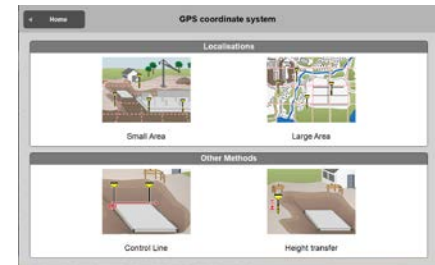 Home
GPS coordinate system
Localisations
Small Area
Large Area
Other Methods
Control Line
Height transfer